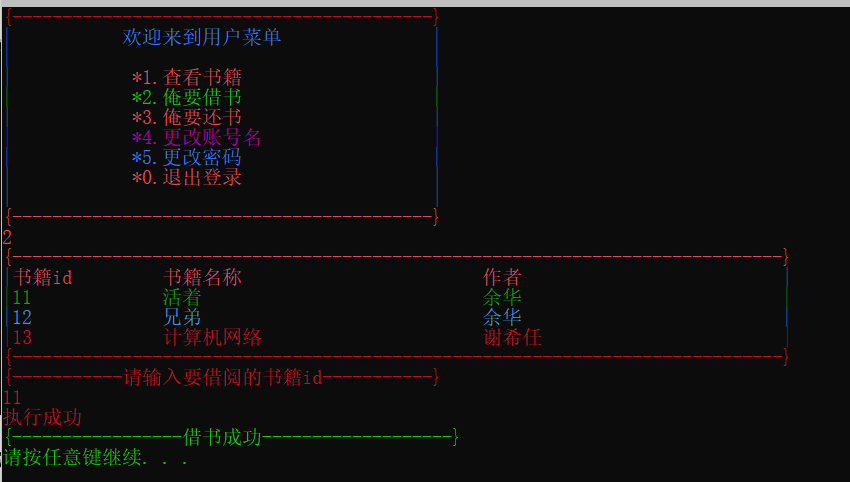 {------------------------------------------}
欢迎来到用户菜单
*1.查看书籍
*2.俺要借书
*3.俺要还书
*4.更改账号名
*5.更改密码
*0.退出登录
{------------------------------------------}
2
{-----------------------------------------------------------------------------}
书籍id 书籍名称 作者
11 活着 余华
12 兄弟 余华
13 计算机网络 谢希任
{-----------------------------------------------------------------------------}
{-----------请输入要借阅的书籍id-----------}
11
执行成功
{-----------------借书成功-------------------}
请按任意键继续. . .